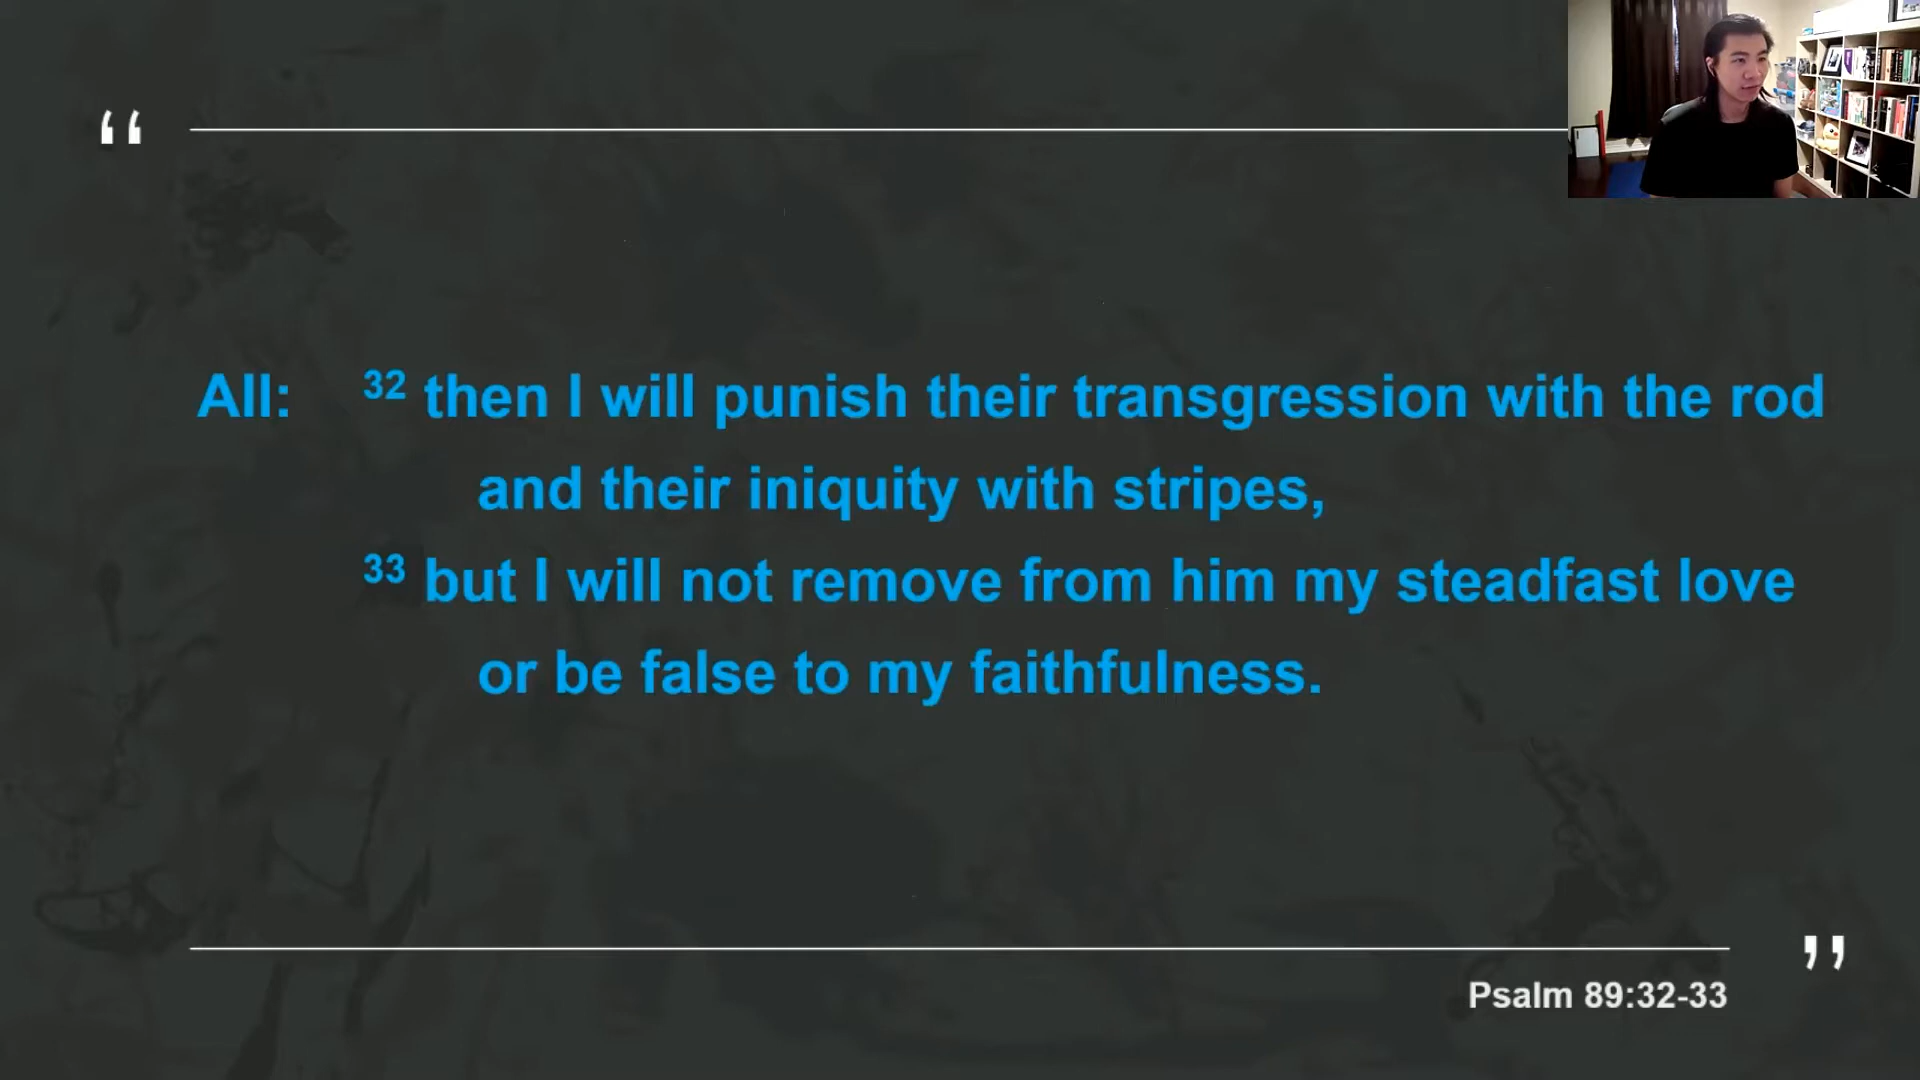 “
All: 32 then I will punish their transgression with the rod
and their iniquity with stripes,
33 but I will not remove from him my steadfast love
or be false to my faithfulness.
”
Psalm 89:32-33